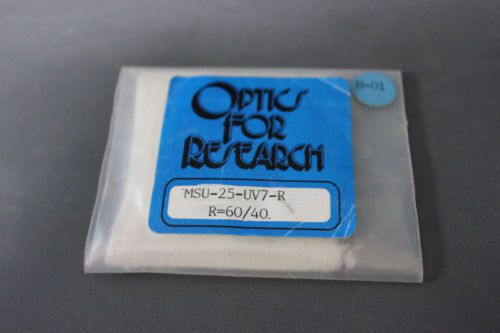 OPTICS
FOR
RESEARCH
MSU-25-UV7-R
R=60/40
H-01